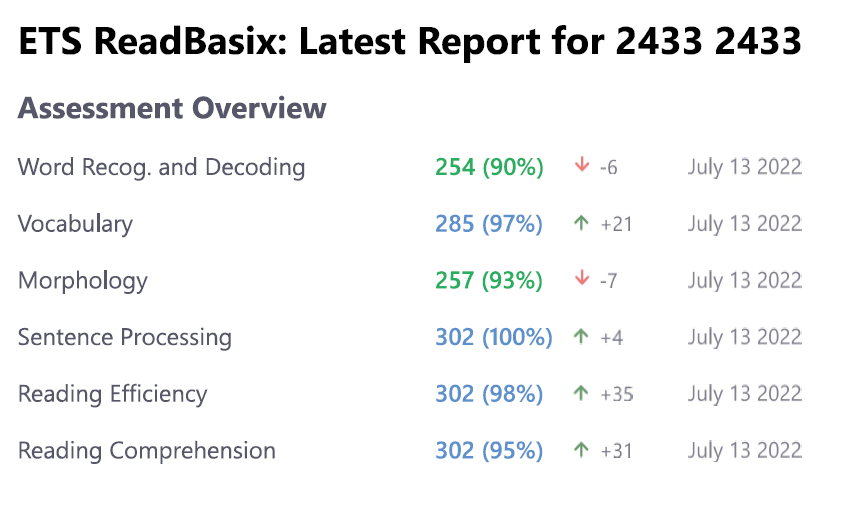 ETS ReadBasix: Latest Report for 2433 2433
Assessment Overview
Word Recog. and Decoding 254 (90%) ↓ -6 July 13 2022
Vocabulary 285 (97%) ↑ +21 July 13 2022
Morphology 257 (93%) ↓ -7 July 13 2022
Sentence Processing 302 (100%) ↑ +4 July 13 2022
Reading Efficiency 302 (98%) ↑ +35 July 13 2022
Reading Comprehension 302 (95%) ↑ +31 July 13 2022